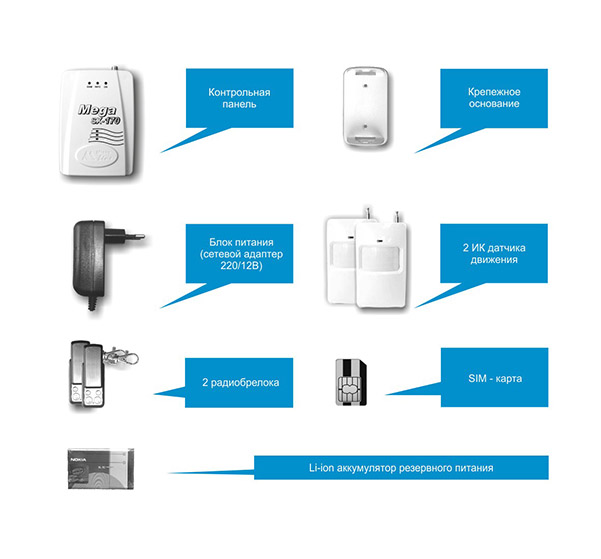 Mega
SX-170
Контрольная
панель
Крепежное
основание
Блок питания
(сетевой адаптер
220/12В)
2 ИК датчика
движения
2 радиобрелока
SIM - карта
NOKIA
Li-ion аккумулятор резервного питания